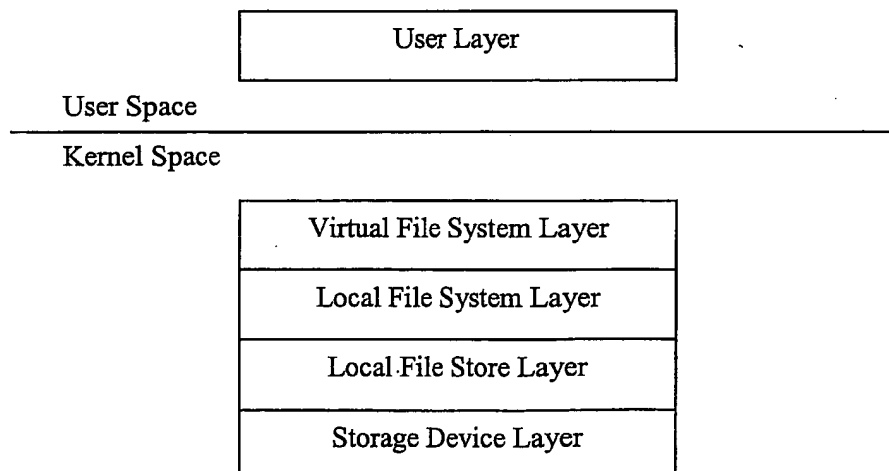 User Layer
User Space
Kernel Space
Virtual File System Layer
Local File System Layer
Local File Store Layer
Storage Device Layer